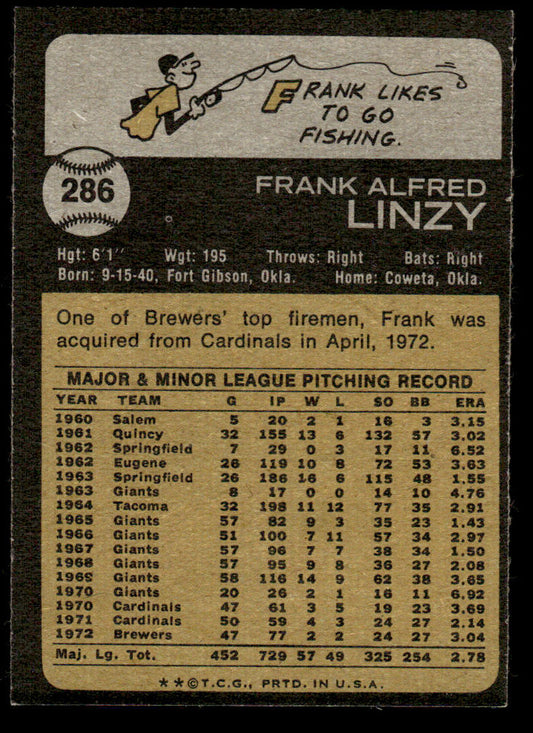 FRANK LIKES
TO GO
FISHING.
286
FRANK ALFRED
LINZY
Hgt: 6'1" Wgt: 195 Throws: Right Bats: Right
Born: 9-15-40, Fort Gibson, Okla. Home: Coweta, Okla.
One of Brewers' top firemen, Frank was
acquired from Cardinals in April, 1972.
MAJOR & MINOR LEAGUE PITCHING RECORD
YEAR TEAM G IP W L SO BB ERA
1960 Salem 5 20 2 1 16 3 3.15
1961 Quincy 32 155 13 6 132 57 3.02
1962 Springfield 7 29 0 3 17 11 6.52
1962 Eugene 26 119 10 8 72 53 3.63
1963 Springfield 26 186 16 6 115 48 1.55
1963 Giants 8 17 0 0 14 10 4.76
1964 Tacoma 32 198 11 12 77 35 2.91
1965 Giants 57 82 9 3 35 23 1.43
1966 Giants 51 100 7 11 57 34 2.97
1967 Giants 57 96 7 7 38 34 1.50
1968 Giants 57 95 9 8 36 27 2.08
1969 Giants 58 116 14 9 62 38 3.65
1970 Giants 20 26 2 1 16 11 6.92
1970 Cardinals 47 61 3 5 19 23 3.69
1971 Cardinals 50 59 4 3 24 27 2.14
1972 Brewers 47 77 2 2 24 27 3.04
Maj. Lg. Tot. 452 729 57 49 325 254 2.78
**©T.C.G., PRTD. IN U.S.A.